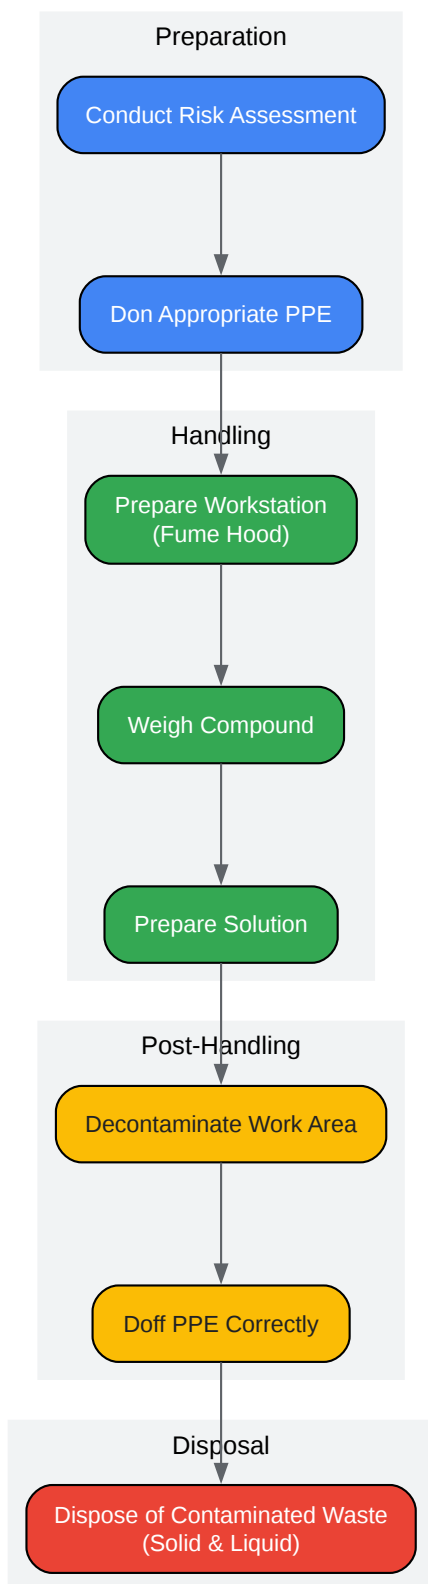 Preparation
Conduct Risk Assessment
Don Appropriate PPE
Handling
Prepare Workstation
(Fume Hood)
Weigh Compound
Prepare Solution
Post-Handling
Decontaminate Work Area
Doff PPE Correctly
Disposal
Dispose of Contaminated Waste
(Solid & Liquid)